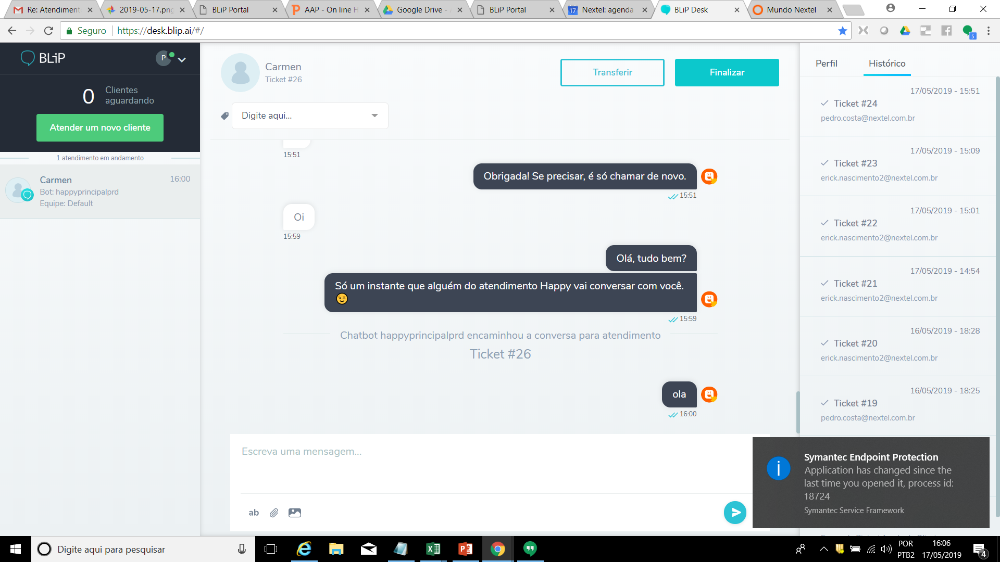 Re: Atendiment
2019-05-17.png
BLiP Portal
AAP - On line H
Google Drive -
BLiP Portal
Nextel: agenda
BLiP Desk
Mundo Nextel
Seguro
https://desk.blip.ai/#/
5
BLiP
P
0
Clientes
aguardando
Atender um novo cliente
1 atendimento em andamento
Carmen
16:00
Bot: happyprincipalprd
Equipe: Default
Carmen
Ticket #26
Transferir
Finalizar
Digite aqui...
15:51
Obrigada! Se precisar, é só chamar de novo.
15:51
Oi
15:59
Olá, tudo bem?
Só um instante que alguém do atendimento Happy vai conversar com você.
😉
15:59
Chatbot happyprincipalprd encaminhou a conversa para atendimento
Ticket #26
ola
16:00
Escreva uma mensagem...
ab
Perfil
Histórico
17/05/2019 - 15:51
Ticket #24
pedro.costa@nextel.com.br
17/05/2019 - 15:09
Ticket #23
erick.nascimento2@nextel.com.br
17/05/2019 - 15:01
Ticket #22
erick.nascimento2@nextel.com.br
17/05/2019 - 14:54
Ticket #21
erick.nascimento2@nextel.com.br
16/05/2019 - 18:28
Ticket #20
erick.nascimento2@nextel.com.br
16/05/2019 - 18:25
Ticket #19
pedro.costa@nextel.com.br
Symantec Endpoint Protection
Application has changed since the
last time you opened it, process id:
18724
Symantec Service Framework
Digite aqui para pesquisar
POR
PTB2
16:06
17/05/2019
4